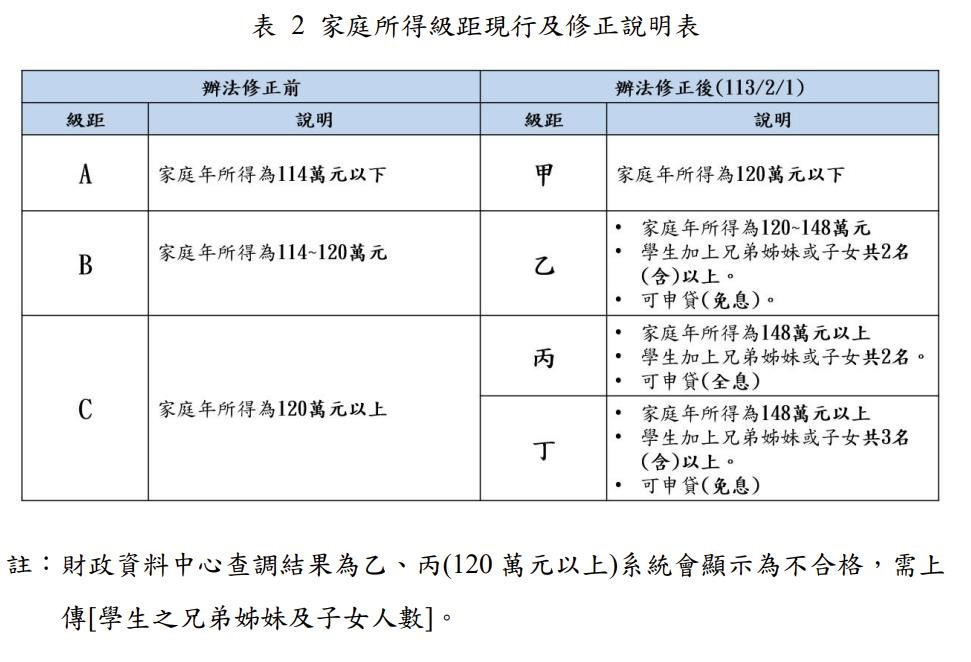 表 2 家庭所得級距現行及修正說明表
辦法修正前
辦法修正後(113/2/1)
級距
說明
級距
說明
A
家庭年所得為114萬元以下
甲
家庭年所得為120萬元以下
B
家庭年所得為114~120萬元
乙
• 家庭年所得為120~148萬元
• 學生加上兄弟姊妹或子女共2名
(含)以上。
• 可申貸(免息)。
C
家庭年所得為120萬元以上
丙
• 家庭年所得為148萬元以上
• 學生加上兄弟姊妹或子女共2名。
• 可申貸(全息)
丁
• 家庭年所得為148萬元以上
• 學生加上兄弟姊妹或子女共3名
(含)以上。
• 可申貸(免息)
註：財政資料中心查調結果為乙、丙(120 萬元以上)系統會顯示為不合格，需上
傳[學生之兄弟姊妹及子女人數]。